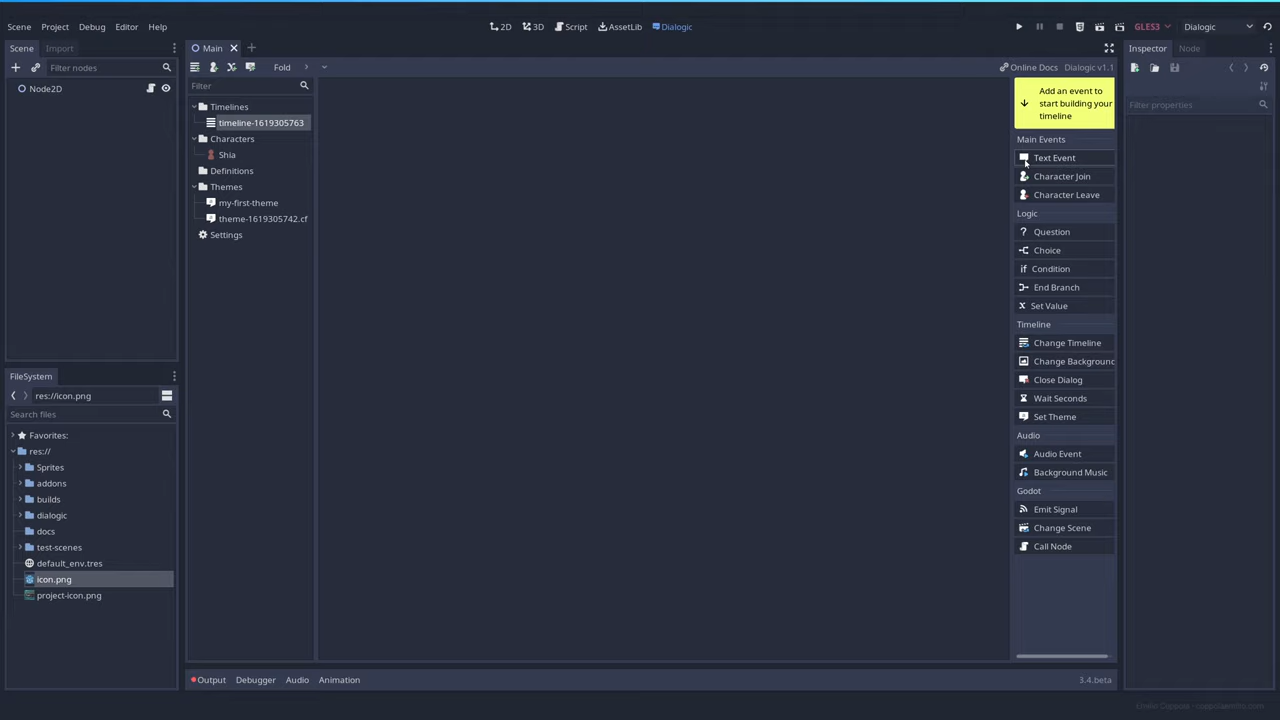 Scene Project Debug Editor Help
2D 3D Script AssetLib Dialogic
GLES3 Dialogic
Scene Import
Filter nodes
Node2D
FileSystem
res://icon.png
Search files
Favorites:
res://
Sprites
addons
builds
dialogic
docs
test-scenes
default_env.tres
icon.png
project-icon.png
Main
Fold
Online Docs Dialogic v1.1
Filter
Timelines
timeline-1619305763
Characters
Shia
Definitions
Themes
my-first-theme
theme-1619305742.cf
Settings
Add an event to
start building your
timeline
Main Events
Text Event
Character Join
Character Leave
Logic
? Question
Choice
if Condition
End Branch
x Set Value
Timeline
Change Timeline
Change Background
Close Dialog
Wait Seconds
Set Theme
Audio
Audio Event
Background Music
Godot
Emit Signal
Change Scene
Call Node
Output Debugger Audio Animation
3.4.beta
Inspector Node
Filter properties